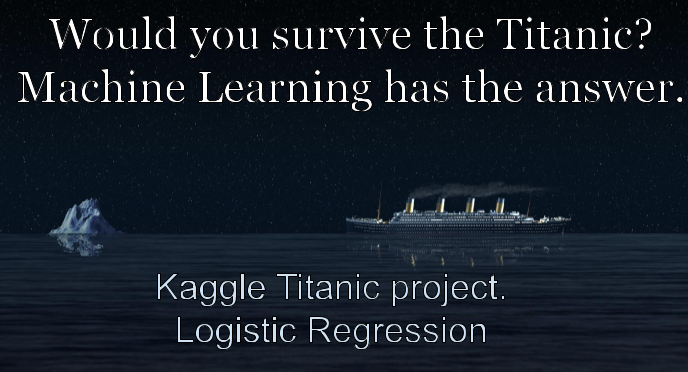 Would you survive the Titanic?
Machine Learning has the answer.
Kaggle Titanic project.
Logistic Regression